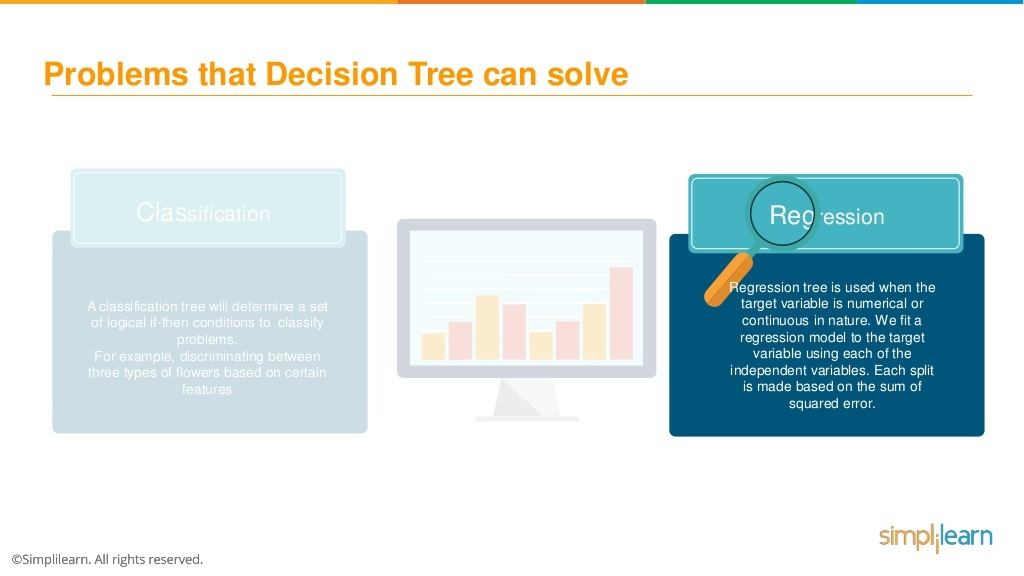 Problems that Decision Tree can solve
Classification
A classification tree will determine a set
of logical if-then conditions to classify
problems.
For example, discriminating between
three types of flowers based on certain
features
Regression
Regression tree is used when the
target variable is numerical or
continuous in nature. We fit a
regression model to the target
variable using each of the
independent variables. Each split
is made based on the sum of
squared error.
simplilearn
©Simplilearn. All rights reserved.